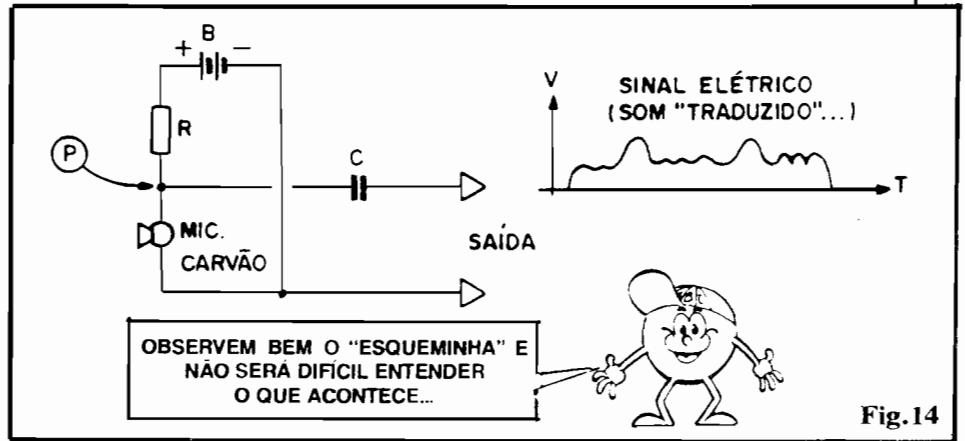 B
+ −
R
P
C
MIC.
CARVÃO
SAÍDA
V
SINAL ELÉTRICO
(SOM "TRADUZIDO"...)
T
OBSERVEM BEM O "ESQUEMINHA" E
NÃO SERÁ DIFÍCIL ENTENDER
O QUE ACONTECE...
Fig.14